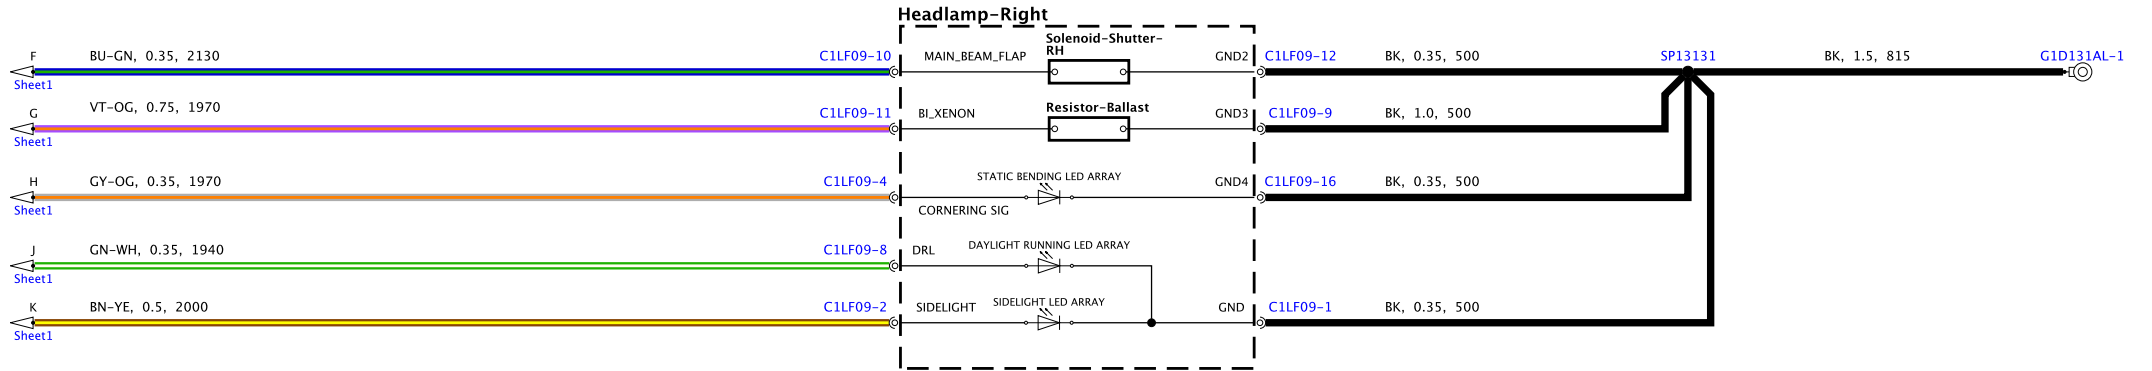 Headlamp-Right
F BU-GN, 0.35, 2130 C1LF09-10 MAIN_BEAM_FLAP Solenoid-Shutter-
RH GND2 C1LF09-12 BK, 0.35, 500 SP13131 BK, 1.5, 815 G1D131AL-1
Sheet1
G VT-OG, 0.75, 1970 C1LF09-11 BI_XENON Resistor-Ballast GND3 C1LF09-9 BK, 1.0, 500
Sheet1
H GY-OG, 0.35, 1970 C1LF09-4 STATIC BENDING LED ARRAY GND4 C1LF09-16 BK, 0.35, 500
Sheet1 CORNERING SIG
J GN-WH, 0.35, 1940 C1LF09-8 DRL DAYLIGHT RUNNING LED ARRAY
Sheet1
K BN-YE, 0.5, 2000 C1LF09-2 SIDELIGHT SIDELIGHT LED ARRAY GND C1LF09-1 BK, 0.35, 500
Sheet1